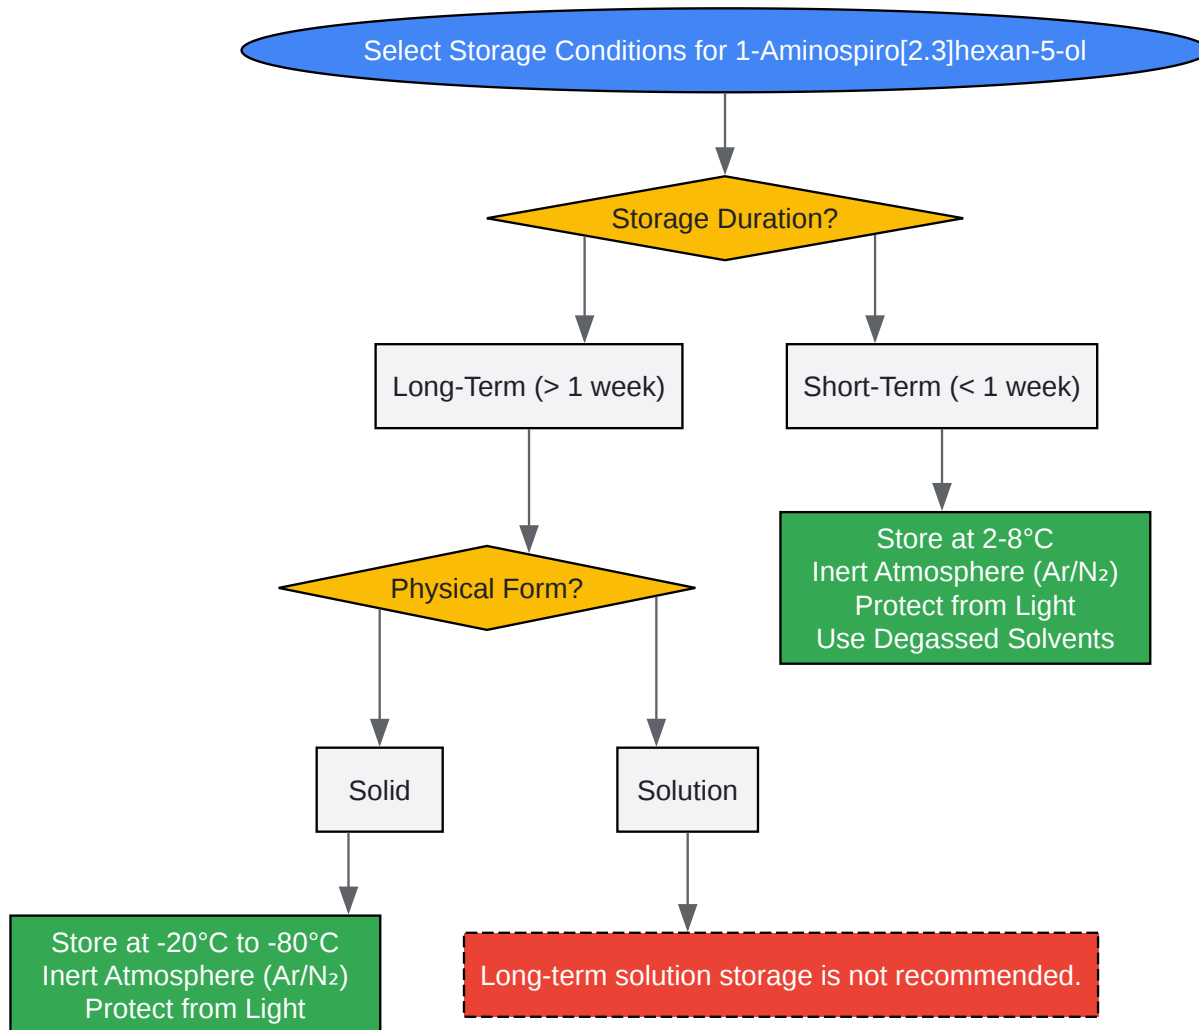 Select Storage Conditions for 1-Aminospiro[2.3]hexan-5-ol
Storage Duration?
Long-Term (> 1 week)
Short-Term (< 1 week)
Store at 2-8°C
Inert Atmosphere (Ar/N₂)
Protect from Light
Use Degassed Solvents
Physical Form?
Solid
Solution
Store at -20°C to -80°C
Inert Atmosphere (Ar/N₂)
Protect from Light
Long-term solution storage is not recommended.